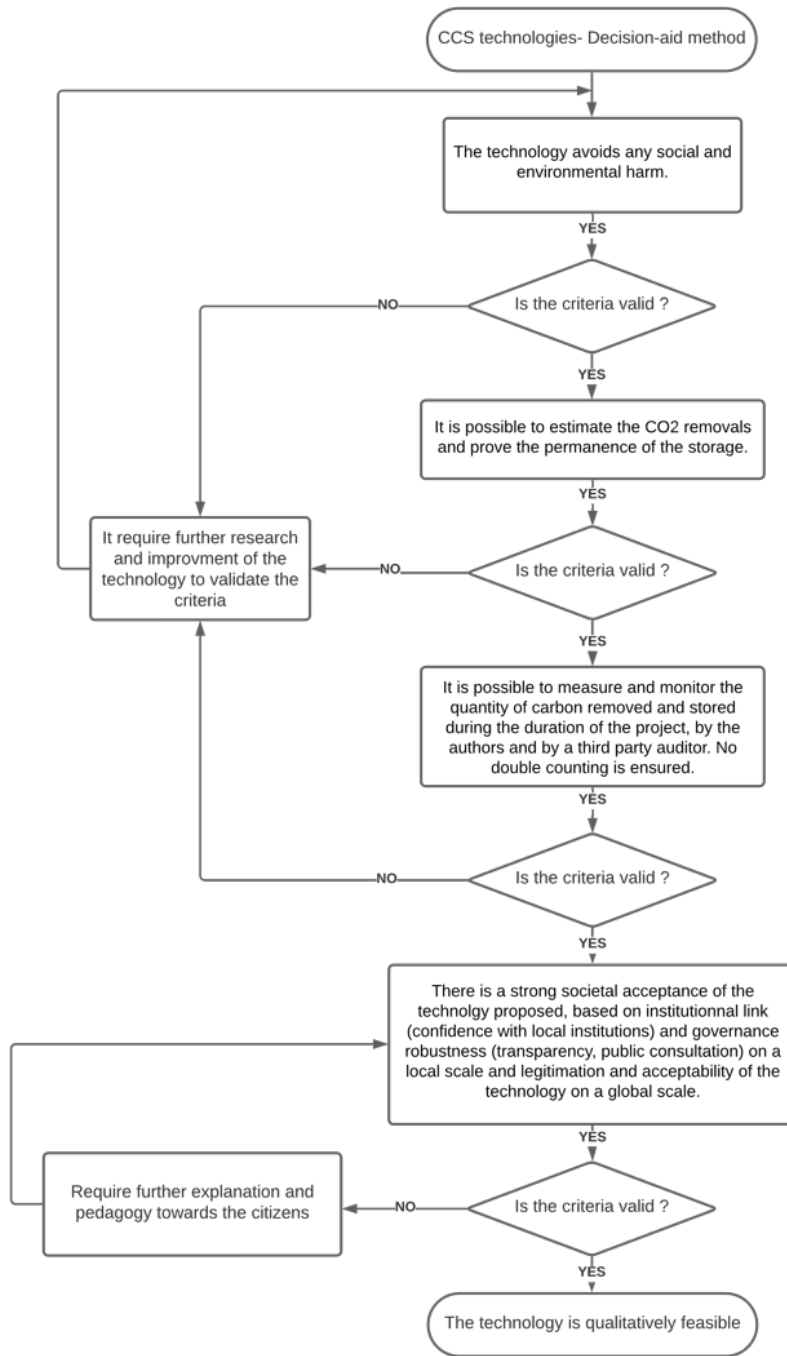 CCS technologies- Decision-aid method
The technology avoids any social and
environmental harm.
YES
Is the criteria valid ?
NO
YES
It is possible to estimate the CO2 removals
and prove the permanence of the storage.
YES
It require further research
and improvment of the
technology to validate the
criteria
NO
Is the criteria valid ?
YES
It is possible to measure and monitor the
quantity of carbon removed and stored
during the duration of the project, by the
authors and by a third party auditor. No
double counting is ensured.
YES
Is the criteria valid ?
NO
YES
There is a strong societal acceptance of the
technolgy proposed, based on institutionnal link
(confidence with local institutions) and governance
robustness (transparency, public consultation) on a
local scale and legitimation and acceptability of the
technology on a global scale.
YES
Require further explanation and
pedagogy towards the citizens
NO
Is the criteria valid ?
YES
The technology is qualitatively feasible